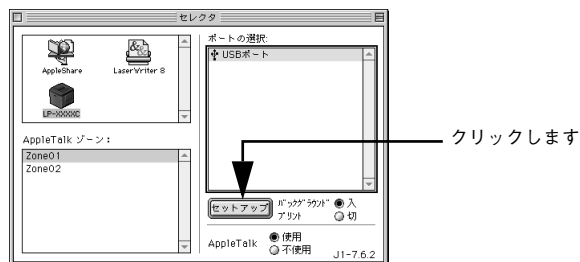 セレクタ
AppleShare
LaserWriter 8
LP-XXXXC
AppleTalk ゾーン：
Zone01
Zone02
ポートの選択:
USBポート
セットアップ
バックグラウンド
プリント
入
切
AppleTalk
使用
不使用
J1-7.6.2
クリックします